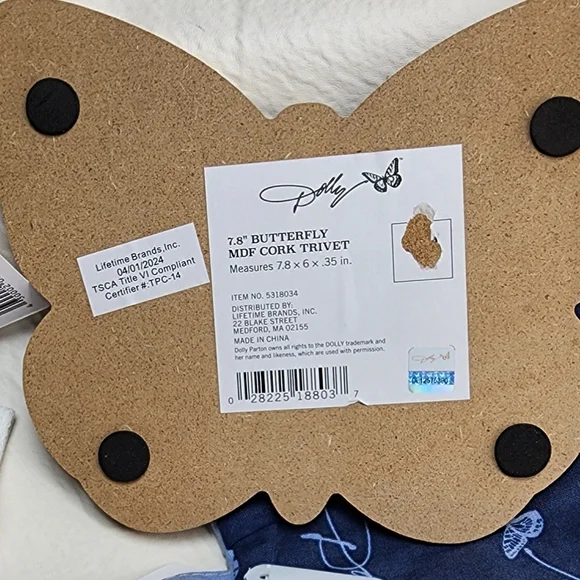 Dolly™
7.8" BUTTERFLY
MDF CORK TRIVET
Measures 7.8 x 6 x .35 in.
ITEM NO. 5318034
DISTRIBUTED BY:
LIFETIME BRANDS, INC.
22 BLAKE STREET
MEDFORD, MA 02155
MADE IN CHINA
Dolly Parton owns all rights to the DOLLY trademark and
her name and likeness, which are used with permission.
0 28225 18803 7
Lifetime Brands,Inc.
04/01/2024
TSCA Title VI Compliant
Certifier #:TPC-14